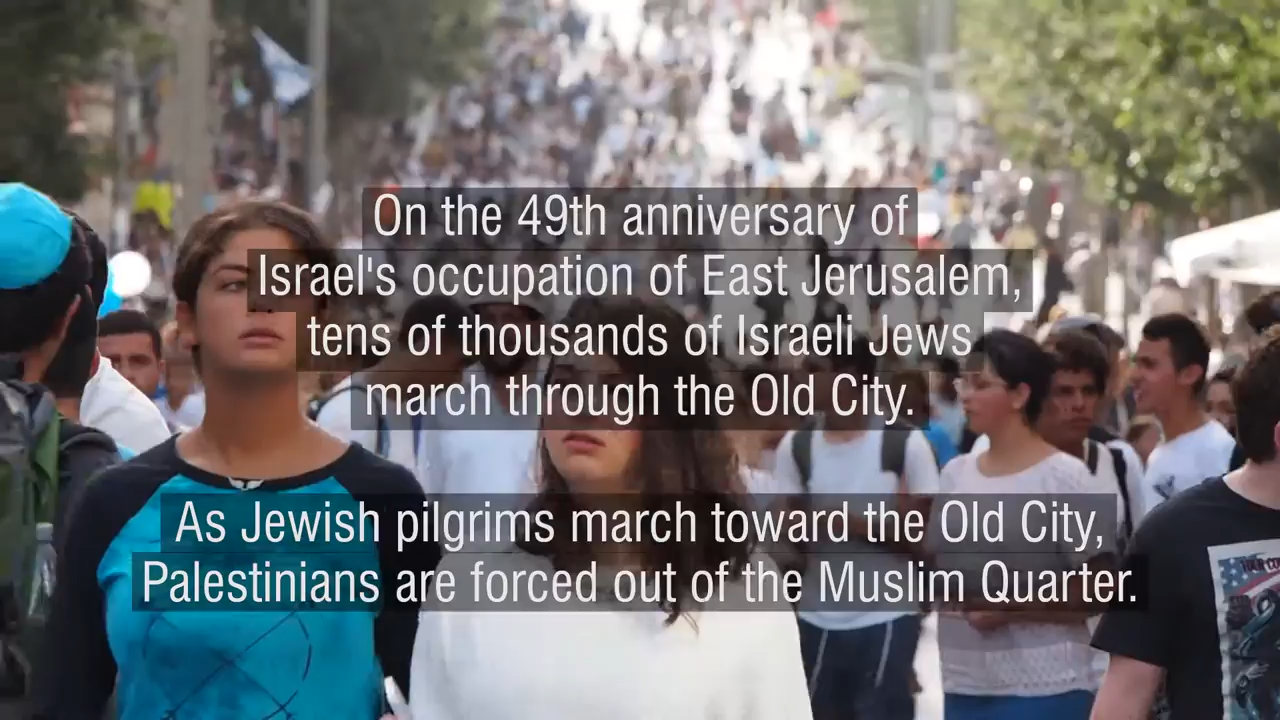 On the 49th anniversary of
Israel's occupation of East Jerusalem,
tens of thousands of Israeli Jews
march through the Old City.
As Jewish pilgrims march toward the Old City,
Palestinians are forced out of the Muslim Quarter.